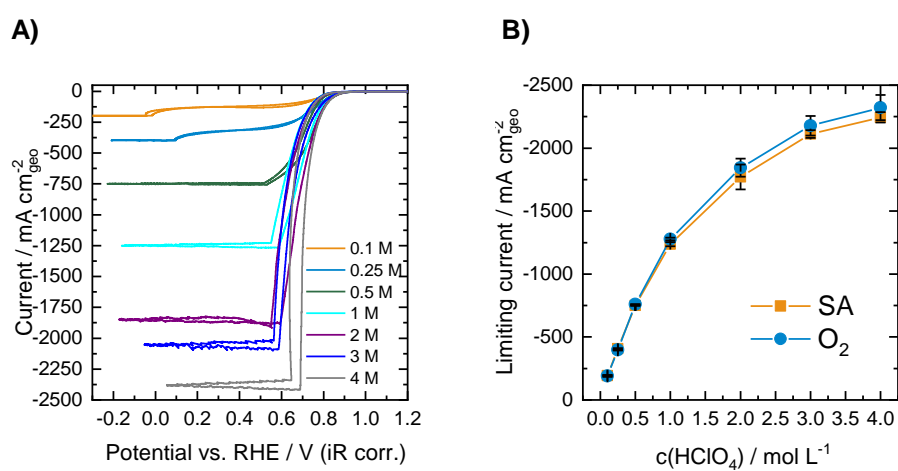 A)
B)
0
-250
-500
-750
-1000
-1250
-1500
-1750
-2000
-2250
-2500
Current / mA cm⁻²geo
0.1 M
0.25 M
0.5 M
1 M
2 M
3 M
4 M
-0.2 0.0 0.2 0.4 0.6 0.8 1.0 1.2
Potential vs. RHE / V (iR corr.)
-2500
-2000
-1500
-1000
-500
0
Limiting current / mA cm⁻²geo
SA
O₂
0.0 0.5 1.0 1.5 2.0 2.5 3.0 3.5 4.0
c(HClO₄) / mol L⁻¹